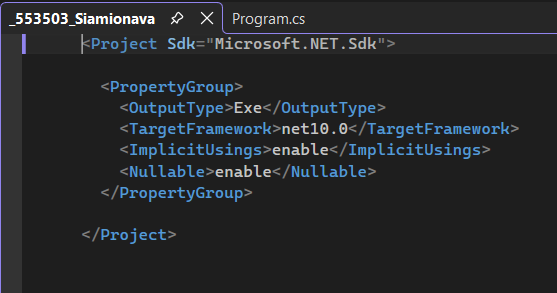 _553503_Siamionava Program.cs
<Project Sdk="Microsoft.NET.Sdk">
<PropertyGroup>
<OutputType>Exe</OutputType>
<TargetFramework>net10.0</TargetFramework>
<ImplicitUsings>enable</ImplicitUsings>
<Nullable>enable</Nullable>
</PropertyGroup>
</Project>